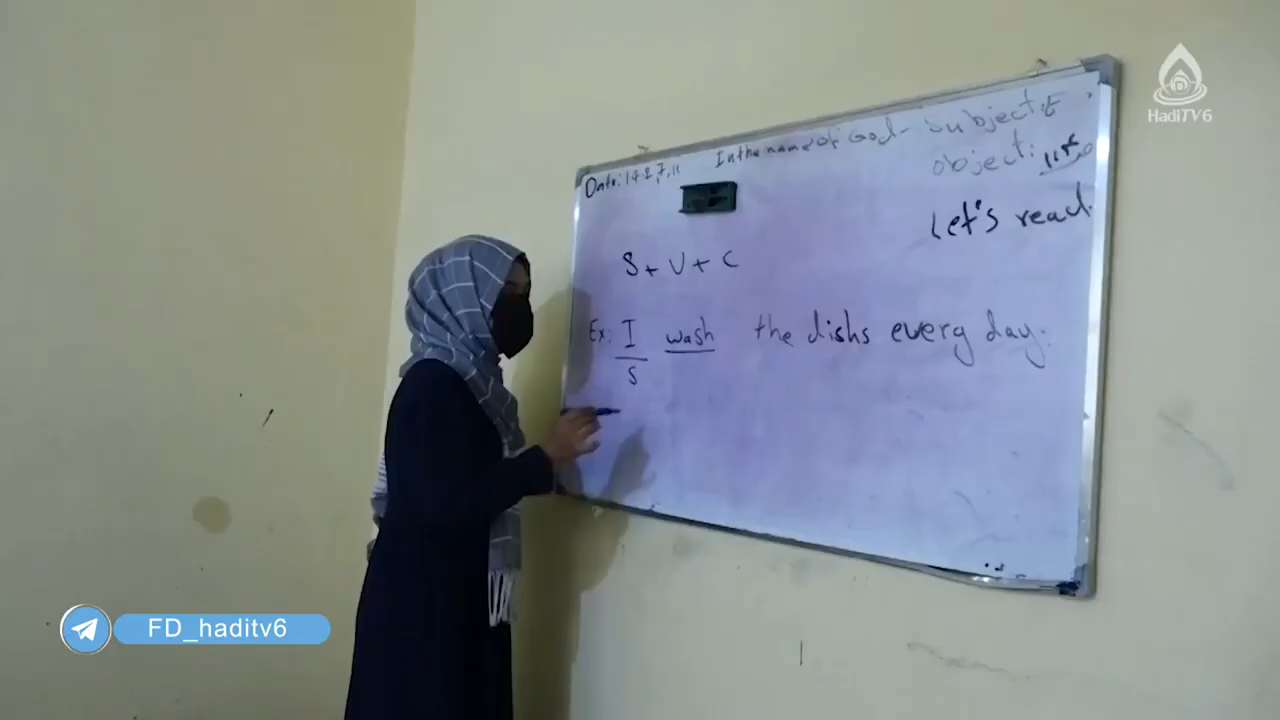 HadiTV6
In the name of God - Subject: E
Date: 14.2,7,11
object:
Let's read
S + V + C
Ex: I wash the dishs every day.
S
FD_haditv6